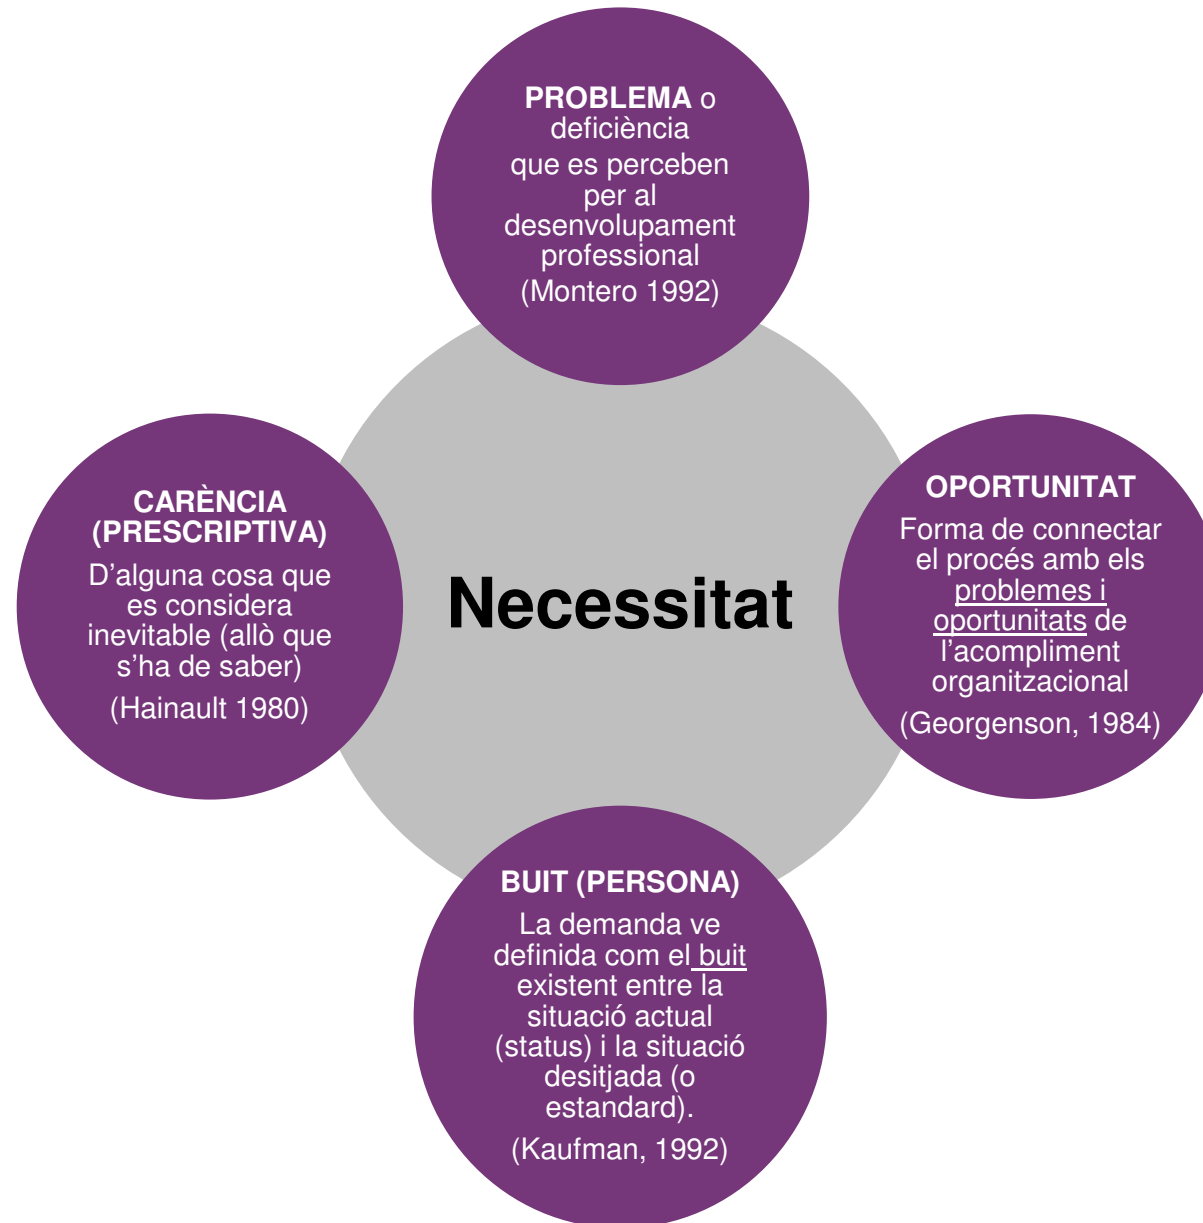 PROBLEMA o
deficiència
que es perceben
per al
desenvolupament
professional
(Montero 1992)
CARÈNCIA
(PRESCRIPTIVA)
D’alguna cosa que
es considera
inevitable (allò que
s’ha de saber)
(Hainault 1980)
Necessitat
OPORTUNITAT
Forma de connectar
el procés amb els
problemes i
oportunitats de
l’acompliment
organitzacional
(Georgenson, 1984)
BUIT (PERSONA)
La demanda ve
definida com el buit
existent entre la
situació actual
(status) i la situació
desitjada (o
estandard).
(Kaufman, 1992)